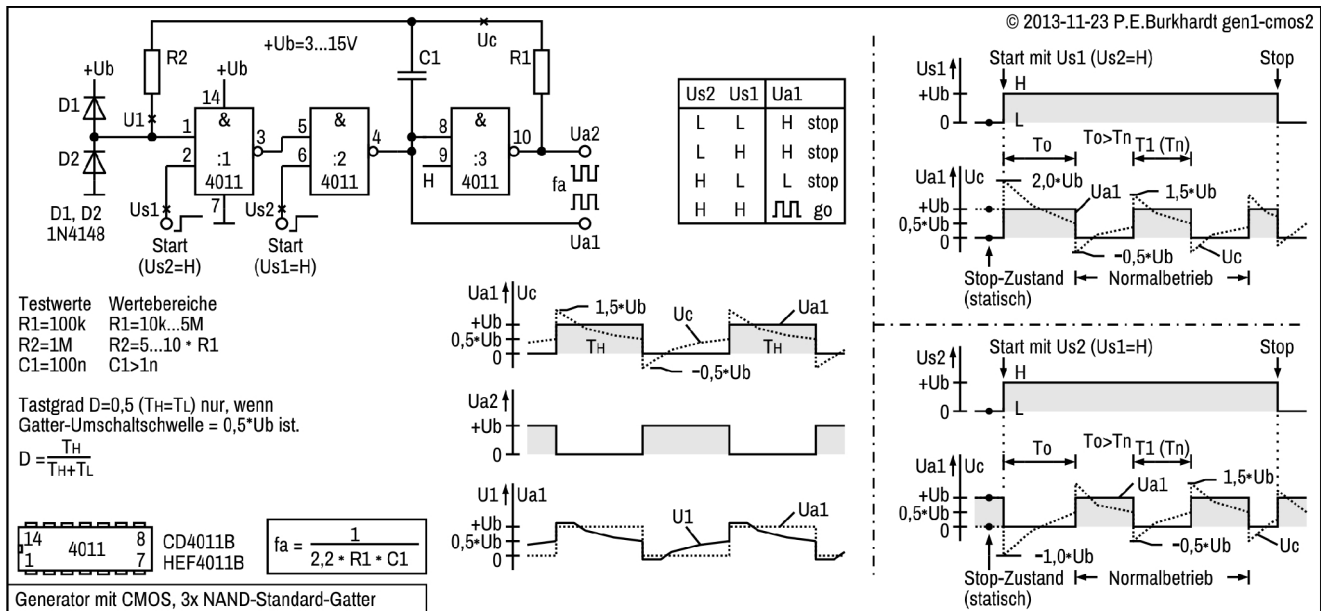 © 2013-11-23 P.E.Burkhardt gen1-cmos2
+Ub=3...15V
Uc
R2
C1
R1
+Ub
+Ub
D1
14
U1
1
&
3
5
&
4
8
&
10
Ua2
D2
2
:1
6
:2
9
:3
fa
4011
4011
H
4011
7
Us1
Us2
Ua1
D1, D2
1N4148
Start
(Us2=H)
Start
(Us1=H)
Us2 Us1 Ua1
L L H stop
L H H stop
H L L stop
H H go
Testwerte Wertebereiche
R1=100k R1=10k...5M
R2=1M R2=5...10 * R1
C1=100n C1>1n
Tastgrad D=0,5 (TH=TL) nur, wenn
Gatter-Umschaltschwelle = 0,5*Ub ist.
D = TH
TH+TL
14 4011 8
1 7
CD4011B
HEF4011B
fa = 1
2,2 * R1 * C1
Generator mit CMOS, 3x NAND-Standard-Gatter
Ua1 Uc
1,5*Ub
Uc
Ua1
+Ub
0,5*Ub
TH
TH
0
-0,5*Ub
Ua2
+Ub
0
U1 Ua1
+Ub
U1
Ua1
0,5*Ub
0
Us1
Start mit Us1 (Us2=H)
Stop
+Ub
H
0
L
To
To>Tn
T1 (Tn)
Ua1 Uc
2,0*Ub
Ua1
1,5*Ub
+Ub
0,5*Ub
0
-0,5*Ub
Uc
Stop-Zustand
(statisch)
Normalbetrieb
Us2
Start mit Us2 (Us1=H)
Stop
+Ub
H
0
L
To
To>Tn
T1 (Tn)
Ua1 Uc
Ua1
1,5*Ub
+Ub
0,5*Ub
0
-1,0*Ub
-0,5*Ub
Uc
Stop-Zustand
(statisch)
Normalbetrieb